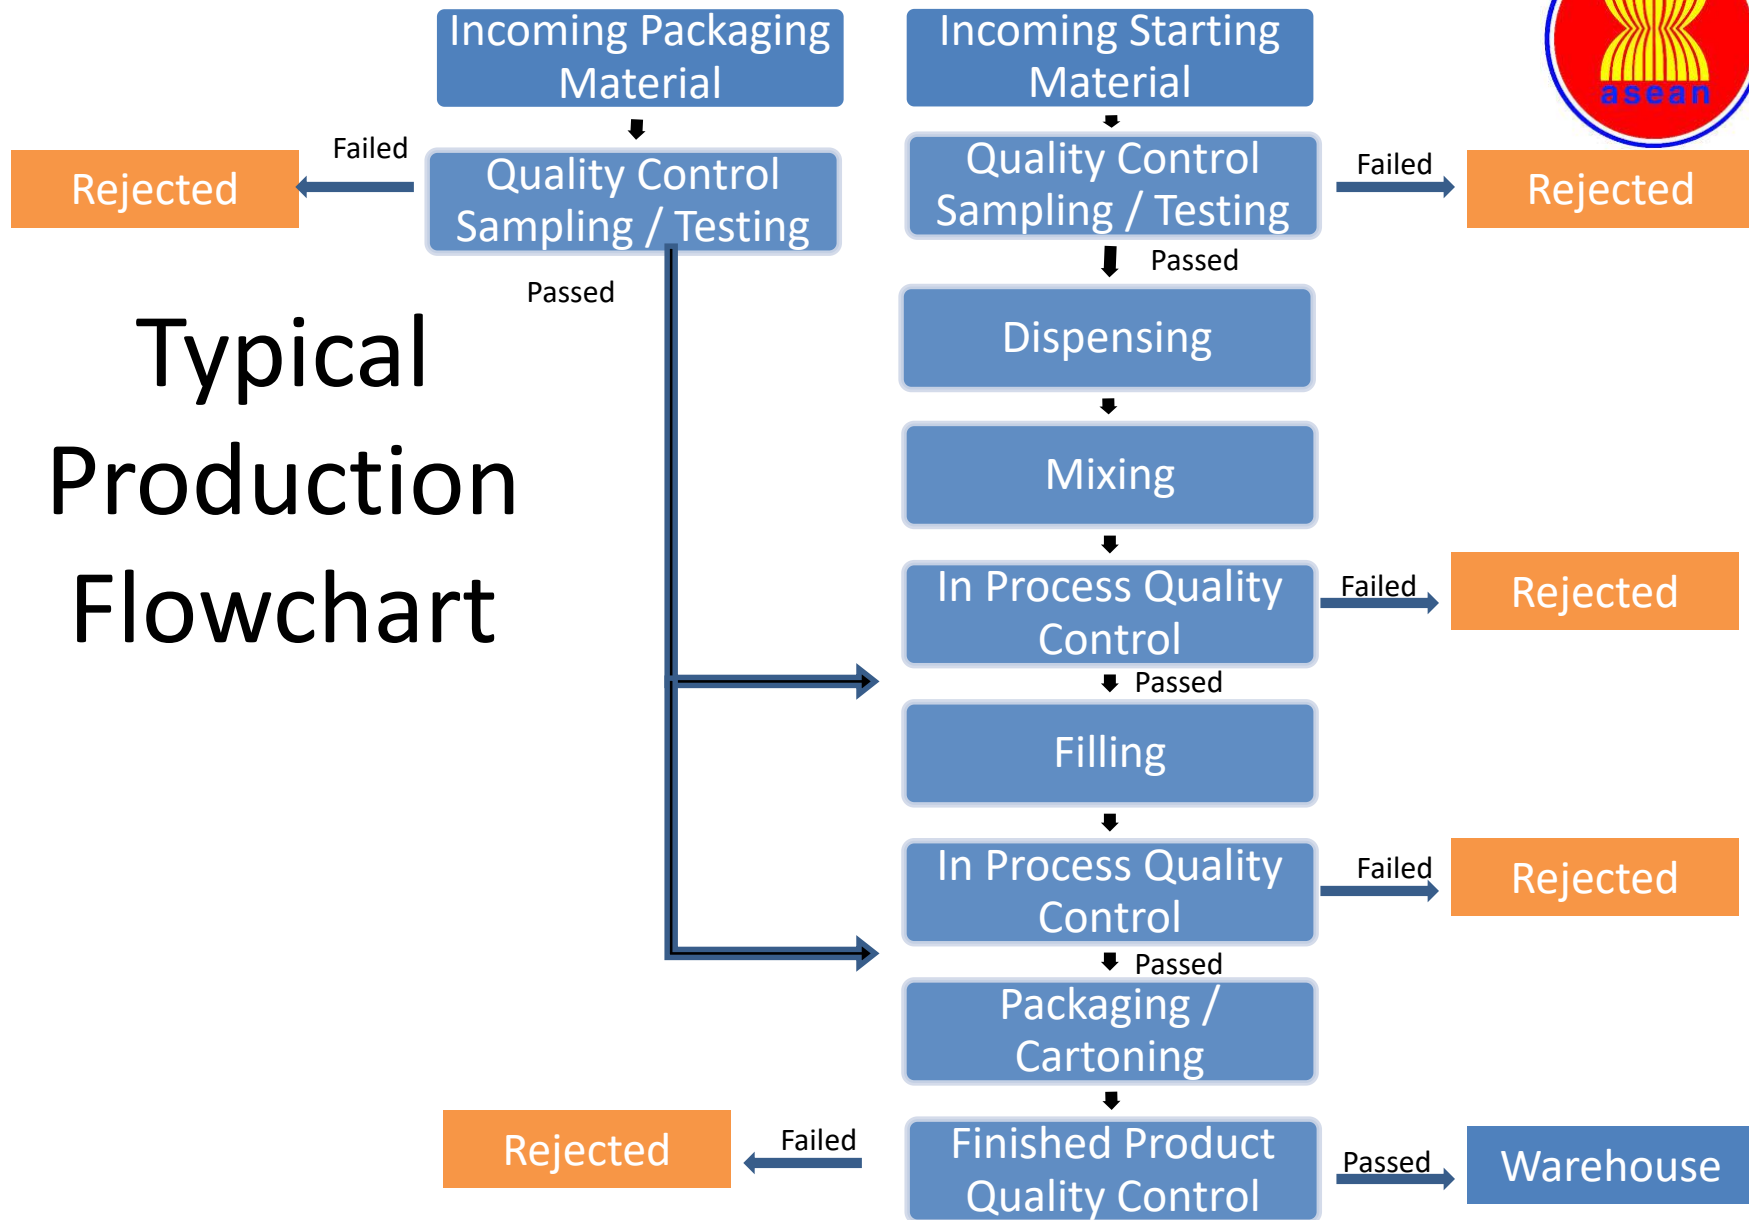 Incoming Packaging
Material
Incoming Starting
Material
asean
Failed
Rejected
Quality Control
Sampling / Testing
Quality Control
Sampling / Testing
Failed
Rejected
Passed
Passed
Typical
Production
Flowchart
Dispensing
Mixing
In Process Quality
Control
Failed
Rejected
Passed
Filling
In Process Quality
Control
Failed
Rejected
Passed
Packaging /
Cartoning
Rejected
Failed
Finished Product
Quality Control
Passed
Warehouse